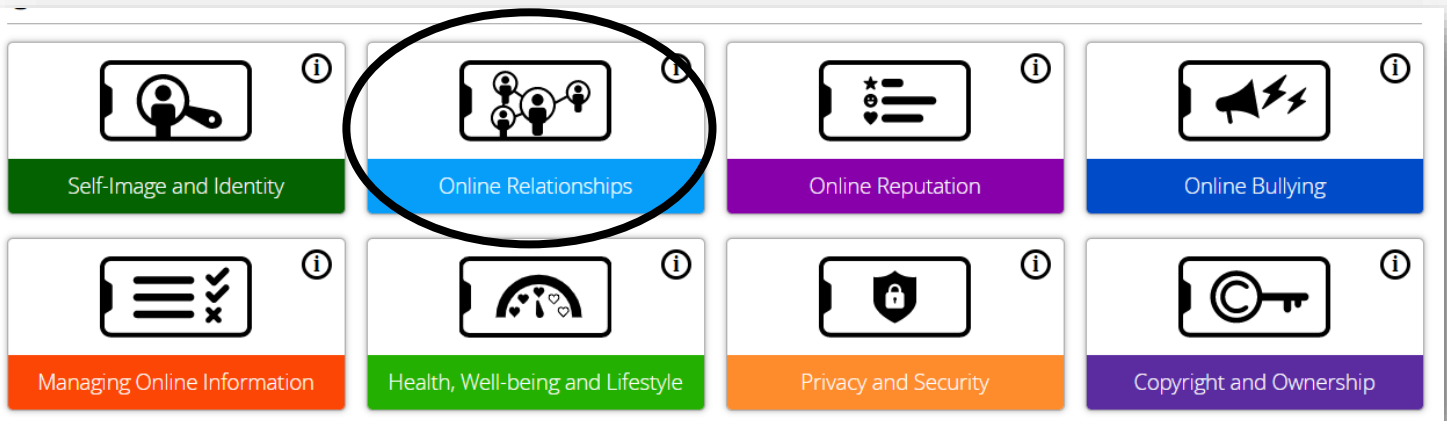 Self-Image and Identity
Online Relationships
Online Reputation
Online Bullying
Managing Online Information
Health, Well-being and Lifestyle
Privacy and Security
Copyright and Ownership